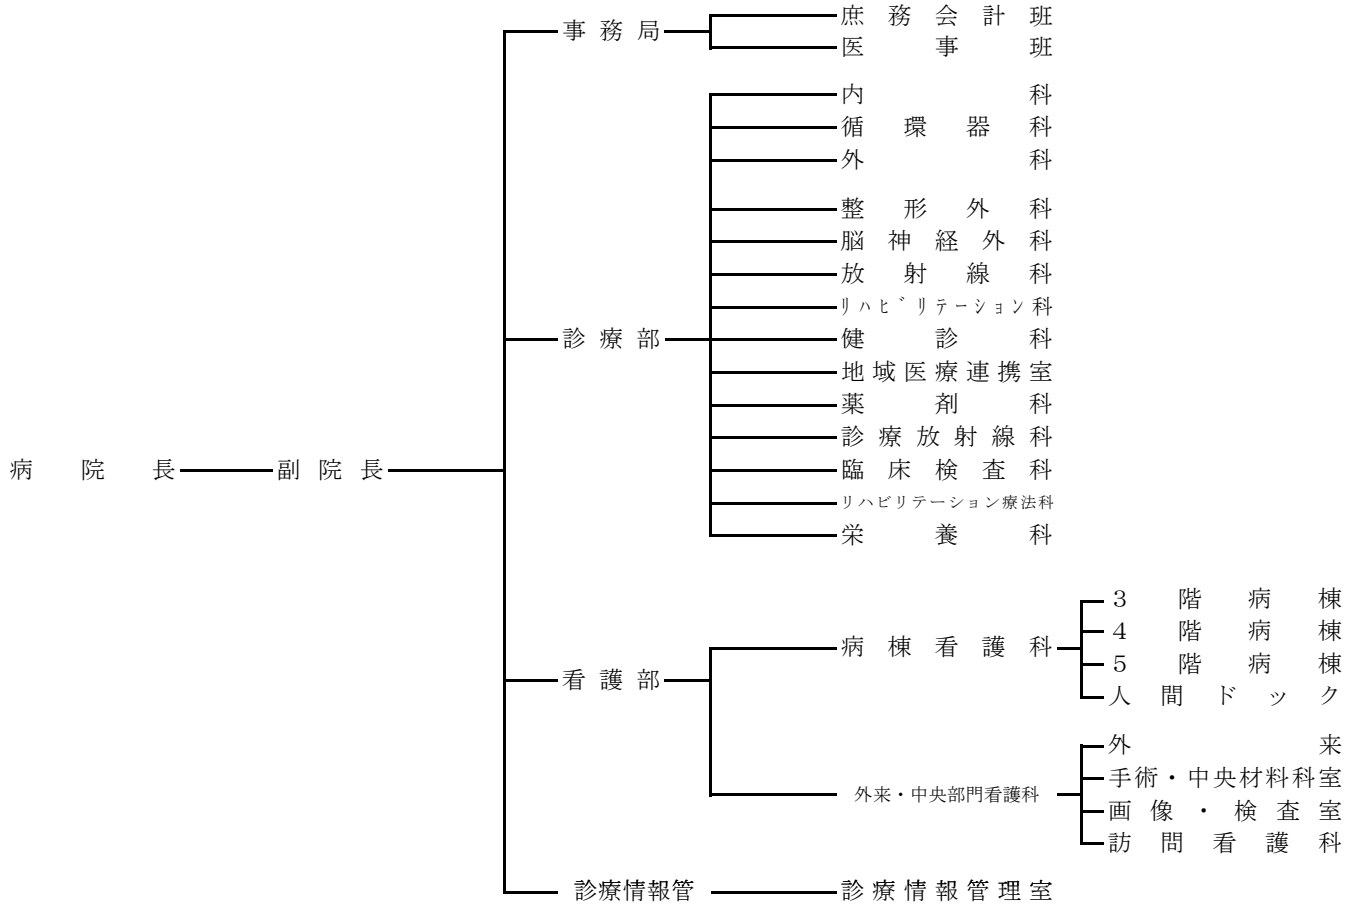 庶務会計班
事務局
医事班
内科
循環器科
外科
整形外科
脳神経外科
放射線科
ﾘﾊﾋﾞﾘﾃｰｼｮﾝ科
診療部
健診科
地域医療連携室
薬剤科
診療放射線科
病院長
副院長
臨床検査科
リハビリテーション療法科
栄養科
3階病棟
4階病棟
病棟看護科
5階病棟
看護部
人間ドック
外来
手術・中央材料科室
外来・中央部門看護科
画像・検査室
訪問看護科
診療情報管
診療情報管理室